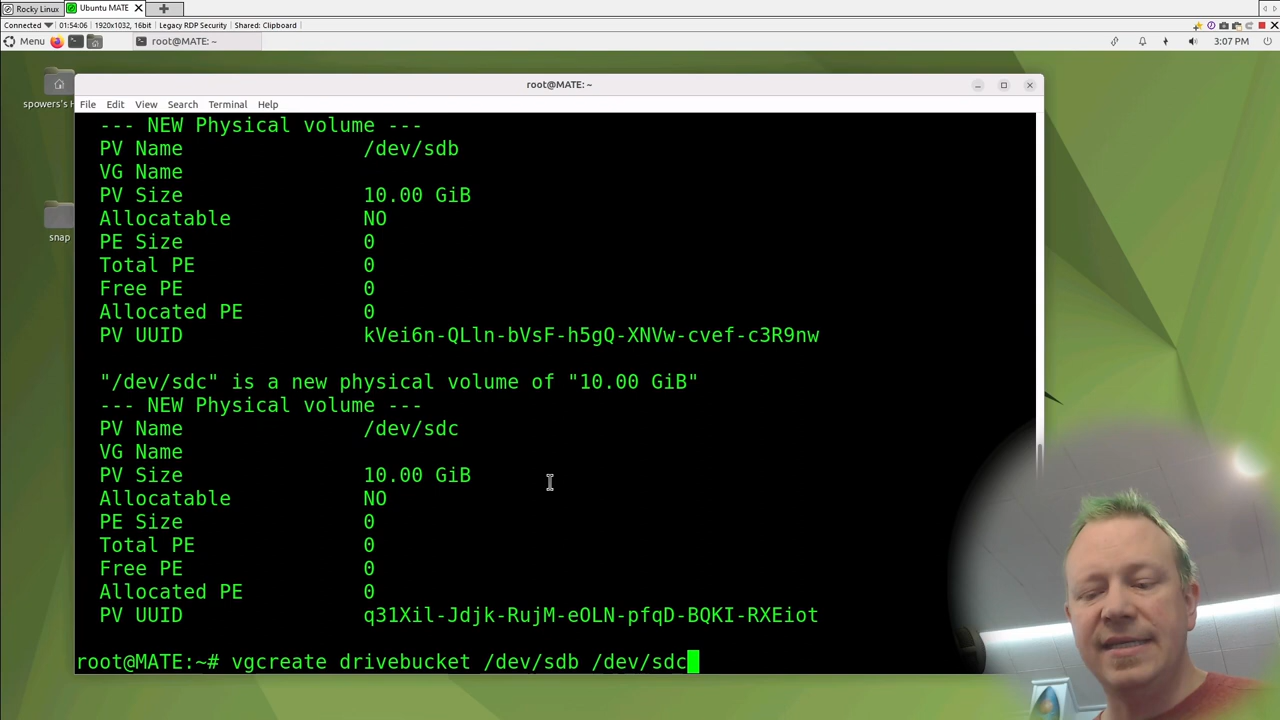 Rocky Linux
Ubuntu MATE
Connected
01:54:06
1920x1032, 16bit
Legacy RDP Security
Shared: Clipboard
Menu
root@MATE: ~
3:07 PM
spowers's H
snap
root@MATE: ~
File Edit View Search Terminal Help
--- NEW Physical volume ---
PV Name /dev/sdb
VG Name
PV Size 10.00 GiB
Allocatable NO
PE Size 0
Total PE 0
Free PE 0
Allocated PE 0
PV UUID kVei6n-QLln-bVsF-h5gQ-XNVw-cvef-c3R9nw
"/dev/sdc" is a new physical volume of "10.00 GiB"
--- NEW Physical volume ---
PV Name /dev/sdc
VG Name
PV Size 10.00 GiB
Allocatable NO
PE Size 0
Total PE 0
Free PE 0
Allocated PE 0
PV UUID q31Xil-Jdjk-RujM-eOLN-pfqD-BQKI-RXEiot
root@MATE:~# vgcreate drivebucket /dev/sdb /dev/sdc